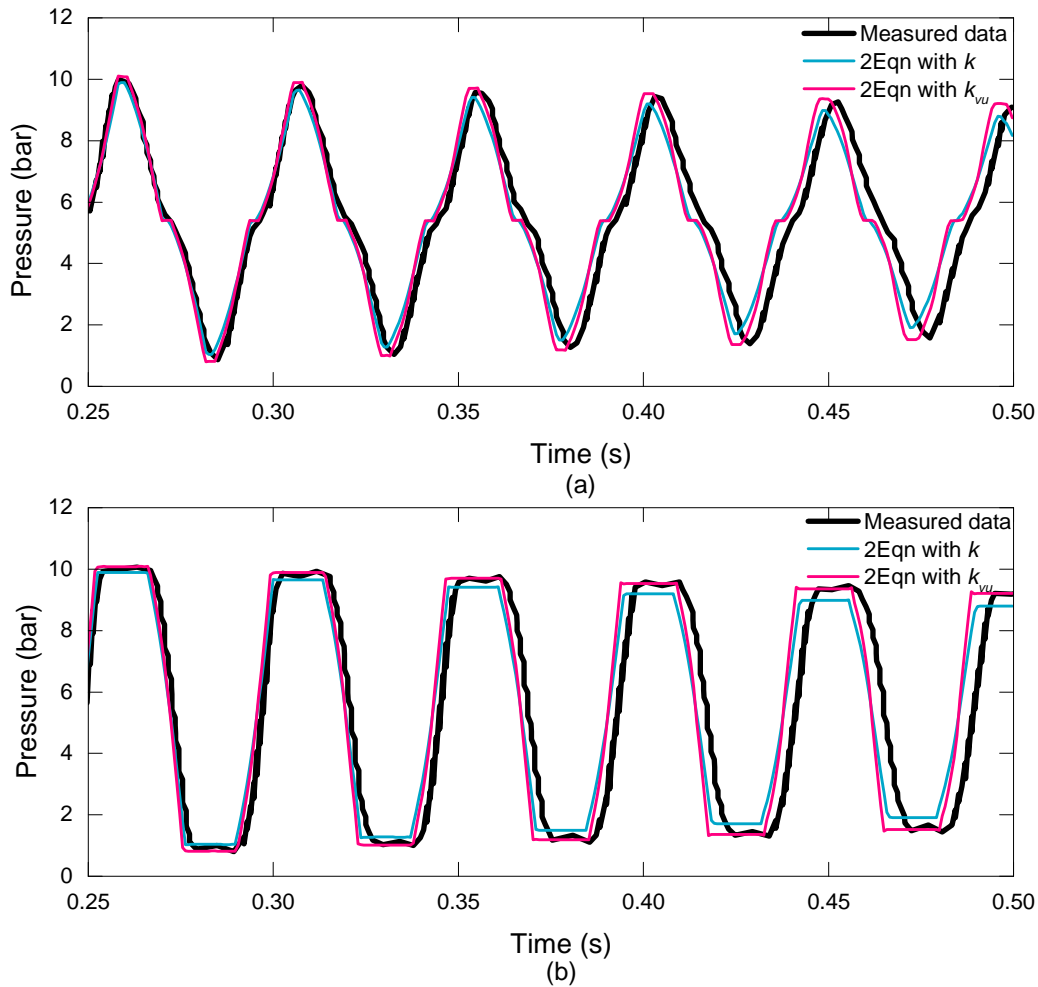 12
10
8
6
4
2
0
Pressure (bar)
Measured data
2Eqn with k
2Eqn with kvu
0.25 0.30 0.35 0.40 0.45 0.50
Time (s)
(a)
12
10
8
6
4
2
0
Pressure (bar)
Measured data
2Eqn with k
2Eqn with kvu
0.25 0.30 0.35 0.40 0.45 0.50
Time (s)
(b)